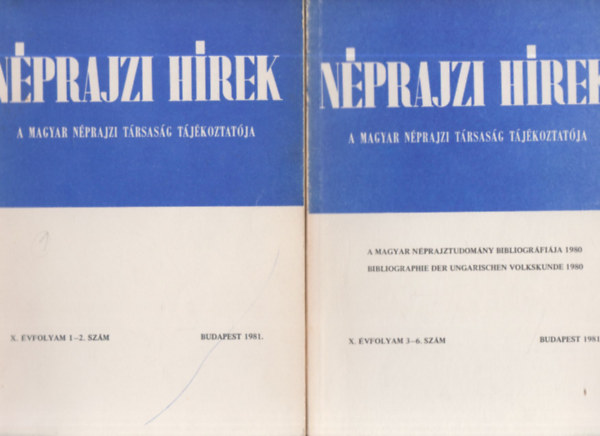 NÉPRAJZI HÍREK
A MAGYAR NÉPRAJZI TÁRSASÁG TÁJÉKOZTATÓJA
X. ÉVFOLYAM 1–2. SZÁM
BUDAPEST 1981.
NÉPRAJZI HÍREK
A MAGYAR NÉPRAJZI TÁRSASÁG TÁJÉKOZTATÓJA
A MAGYAR NÉPRAJZTUDOMÁNY BIBLIOGRÁFIÁJA 1980
BIBLIOGRAPHIE DER UNGARISCHEN VOLKSKUNDE 1980
X. ÉVFOLYAM 3–6. SZÁM
BUDAPEST 1981